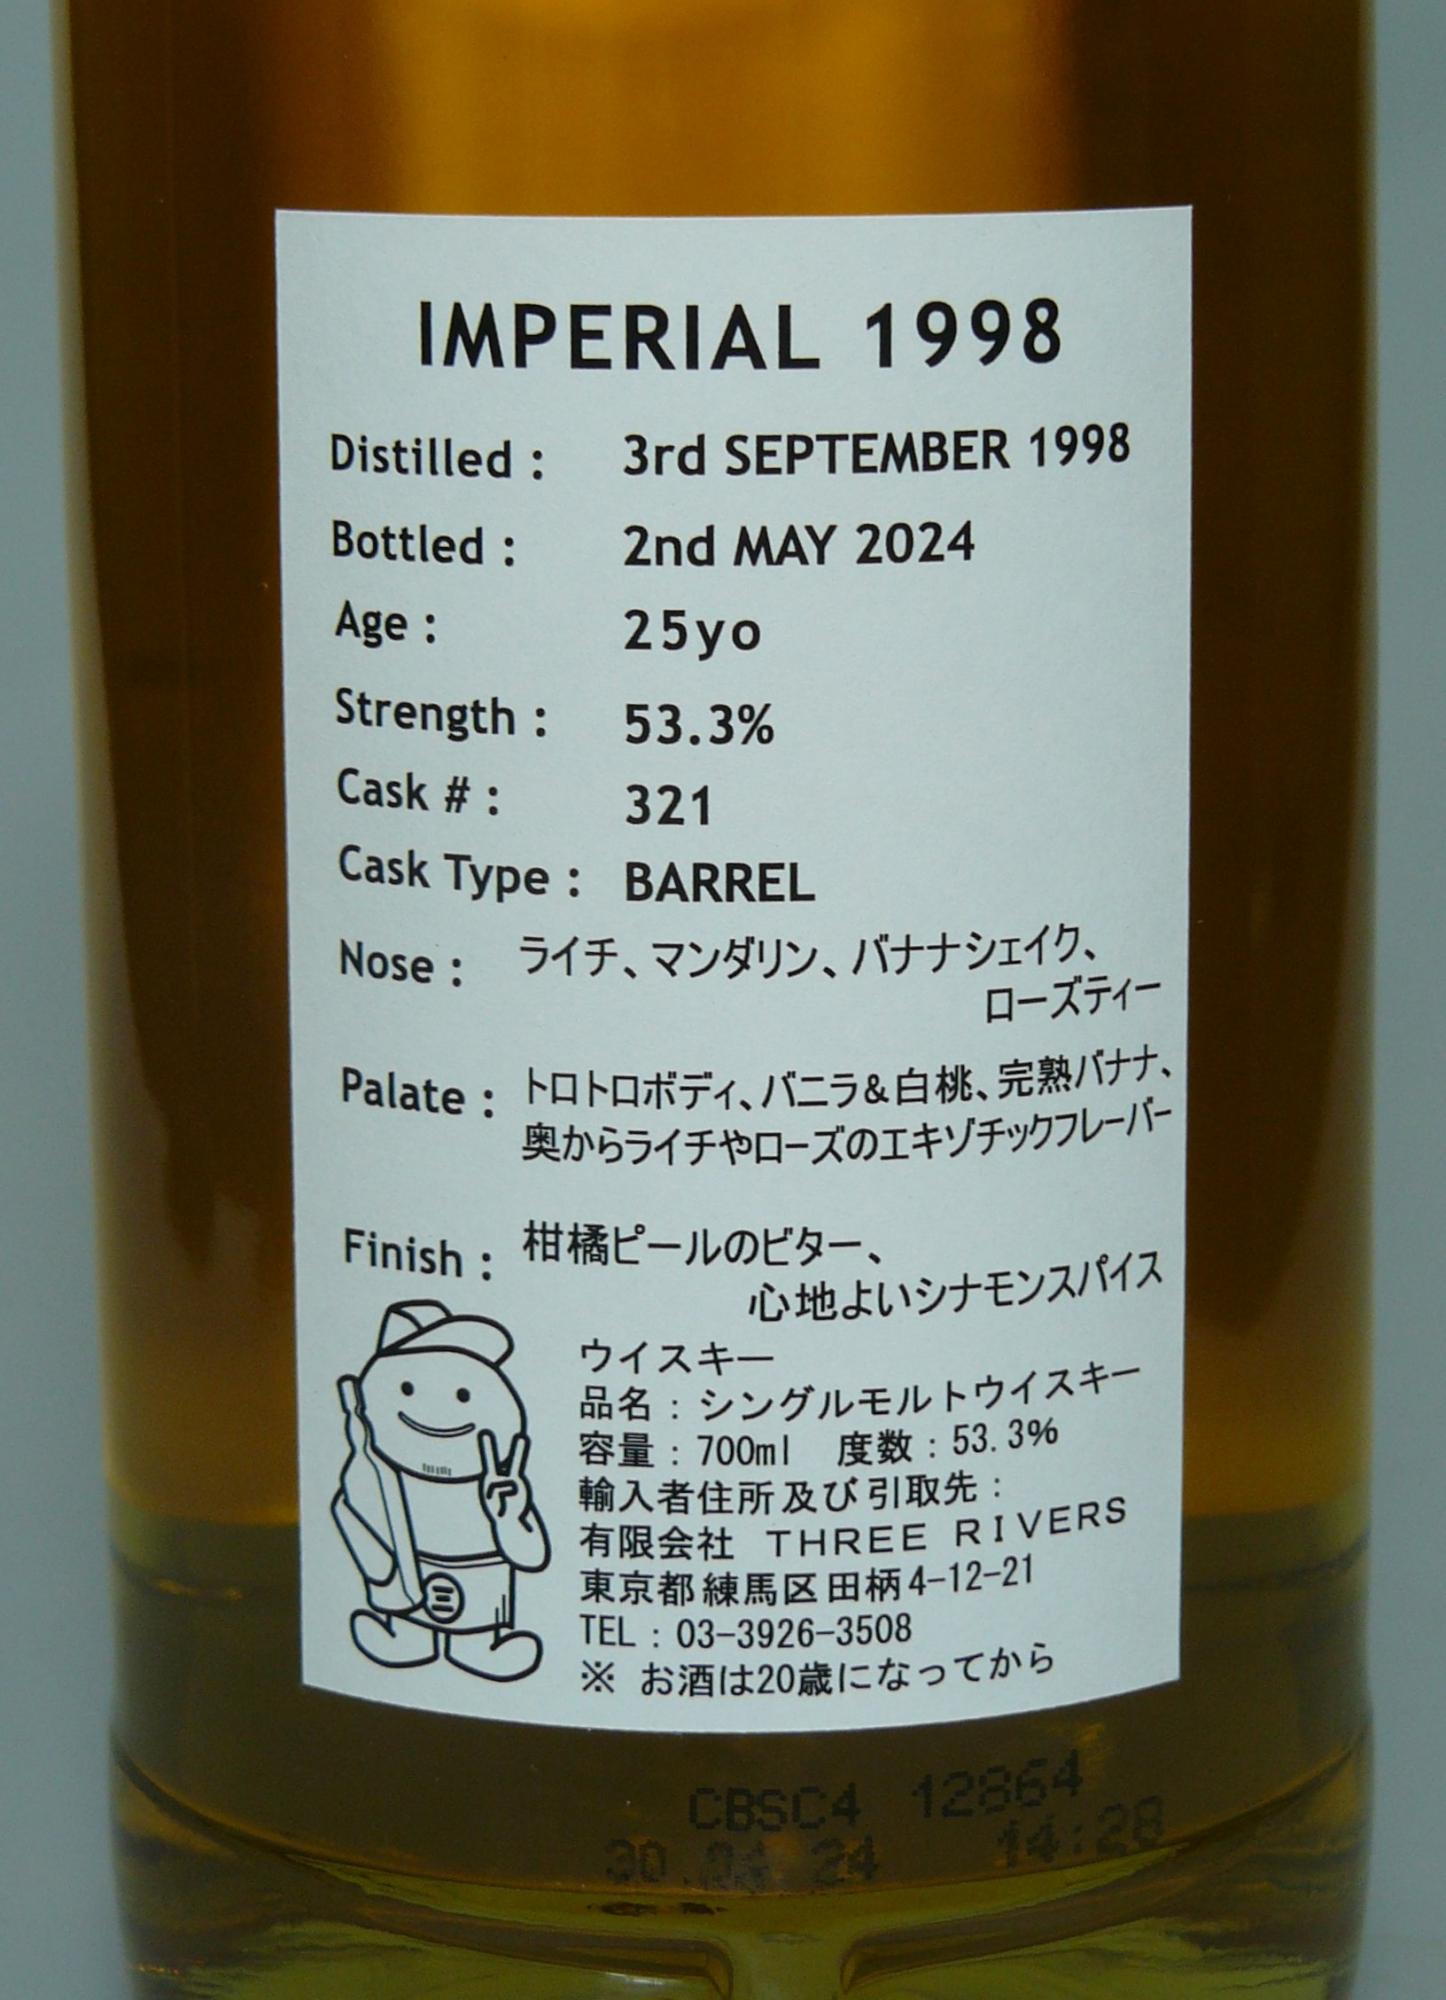 IMPERIAL 1998
Distilled : 3rd SEPTEMBER 1998
Bottled : 2nd MAY 2024
Age : 25yo
Strength : 53.3%
Cask # : 321
Cask Type : BARREL
Nose : ライチ、マンダリン、バナナシェイク、
ローズティー
Palate : トロトロボディ、バニラ&白桃、完熟バナナ、
奥からライチやローズのエキゾチックフレーバー
Finish : 柑橘ピールのビター、
心地よいシナモンスパイス
ウイスキー
品名：シングルモルトウイスキー
容量：700ml 度数：53.3%
輸入者住所及び引取先：
有限会社 THREE RIVERS
東京都練馬区田柄4-12-21
TEL：03-3926-3508
※ お酒は20歳になってから
三
CBSC4 12864
30 24 14:28